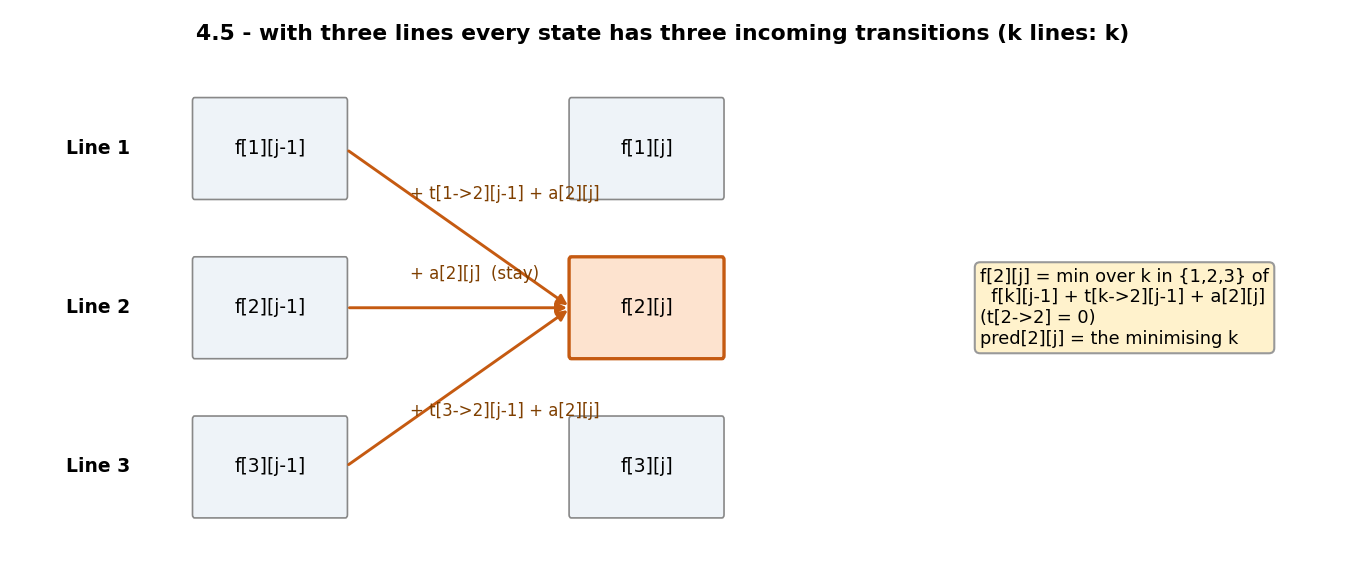 4.5 - with three lines every state has three incoming transitions (k lines: k)
Line 1
f[1][j-1]
f[1][j]
+ t[1->2][j-1] + a[2][j]
+ a[2][j]  (stay)
Line 2
f[2][j-1]
f[2][j]
f[2][j] = min over k in {1,2,3} of
  f[k][j-1] + t[k->2][j-1] + a[2][j]
(t[2->2] = 0)
pred[2][j] = the minimising k
+ t[3->2][j-1] + a[2][j]
Line 3
f[3][j-1]
f[3][j]